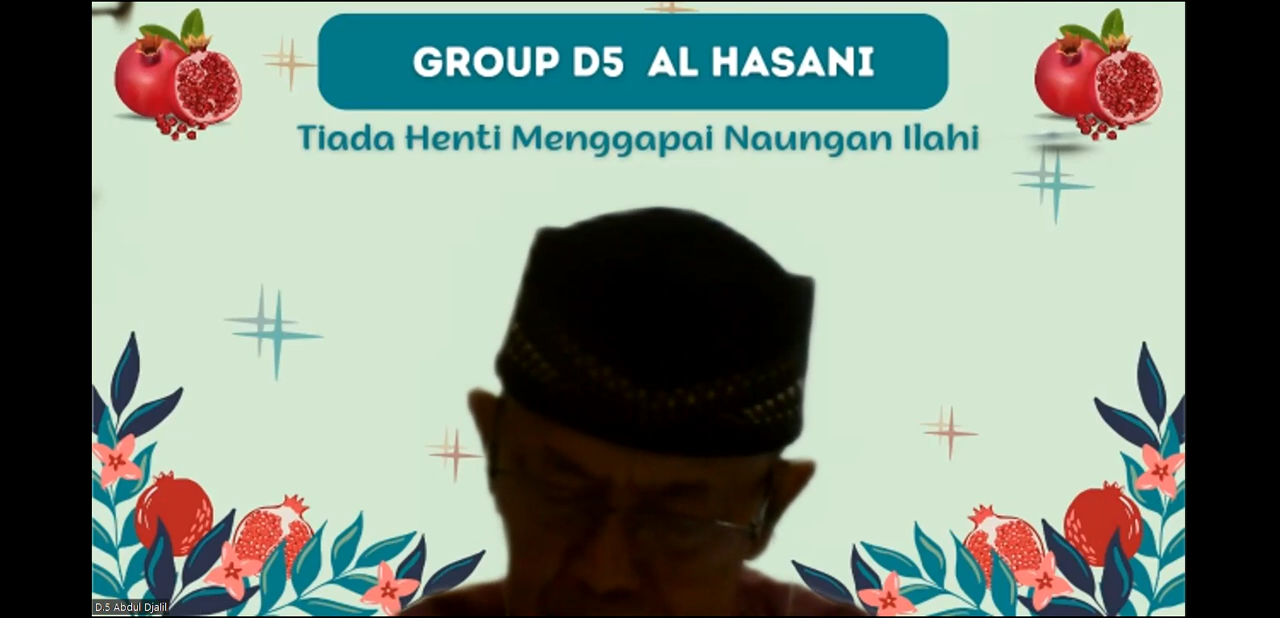 GROUP D5 AL HASANI
Tiada Henti Menggapai Naungan Ilahi
D.5 Abdul Djalil